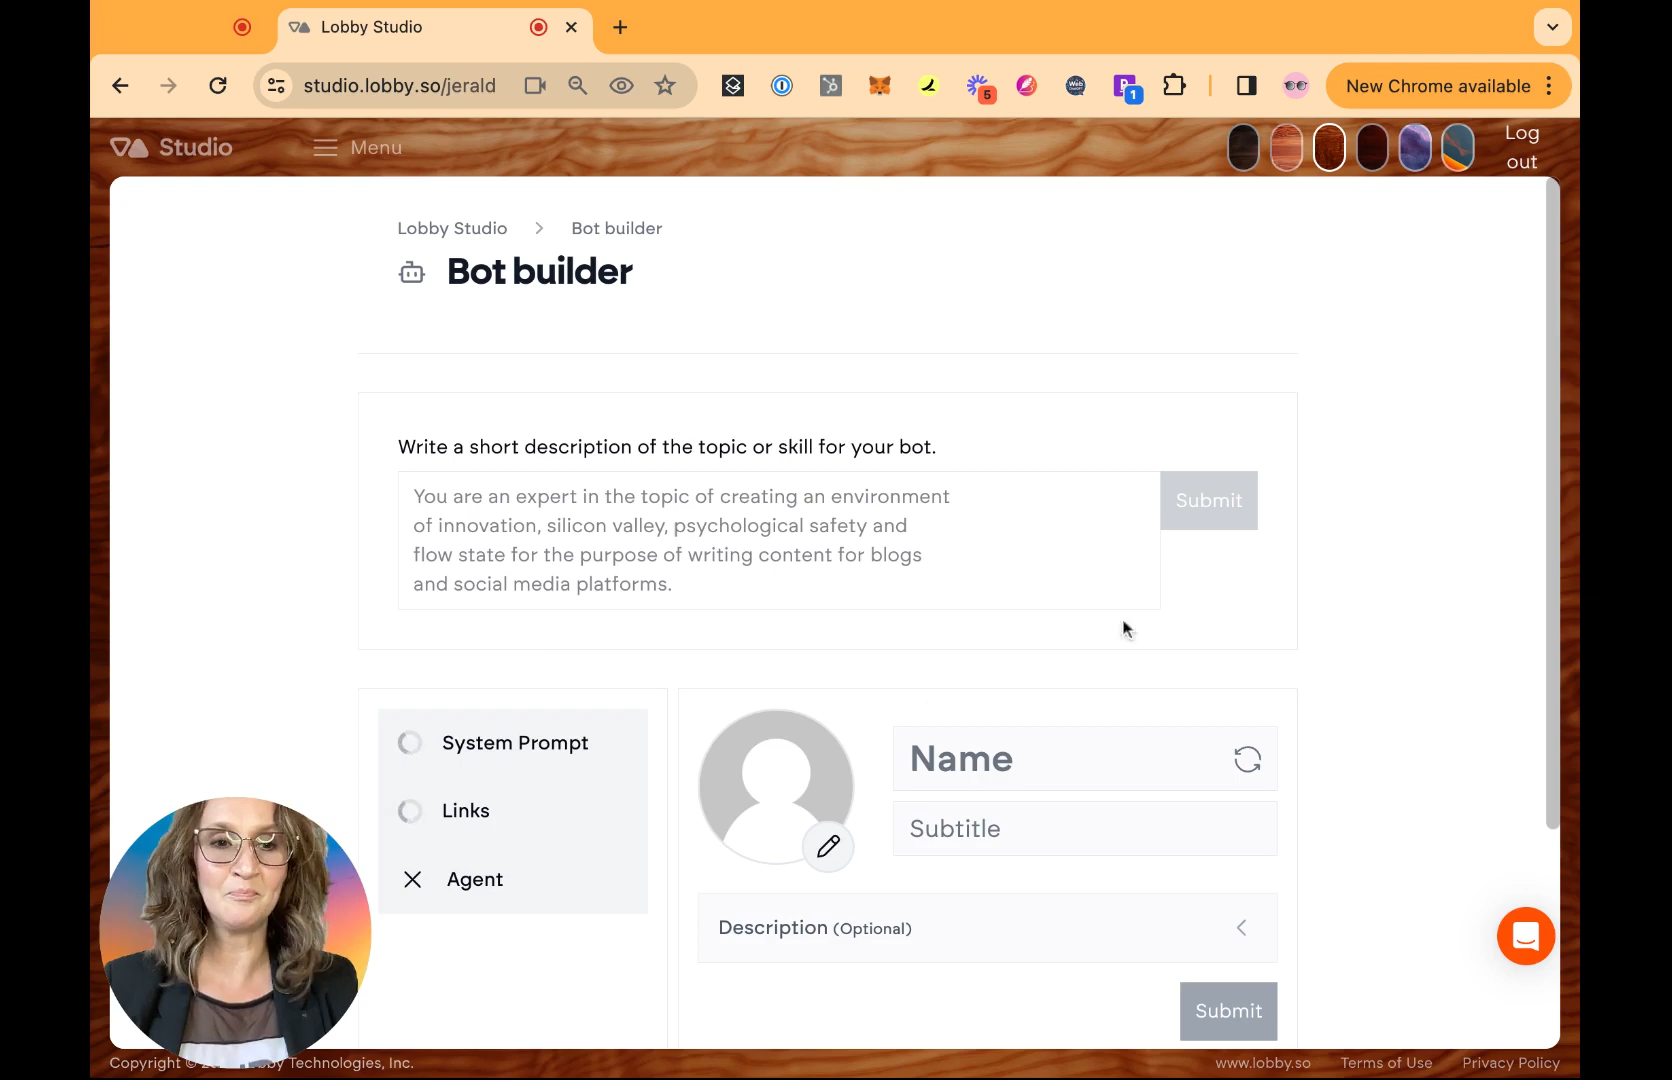 Lobby Studio
studio.lobby.so/jerald
5
1
New Chrome available
Studio
Menu
Log
out
Lobby Studio
Bot builder
Bot builder
Write a short description of the topic or skill for your bot.
You are an expert in the topic of creating an environment
of innovation, silicon valley, psychological safety and
flow state for the purpose of writing content for blogs
and social media platforms.
Submit
System Prompt
Links
Agent
Name
Subtitle
Description (Optional)
Submit
Copyright
Technologies, Inc.
www.lobby.so
Terms of Use
Privacy Policy